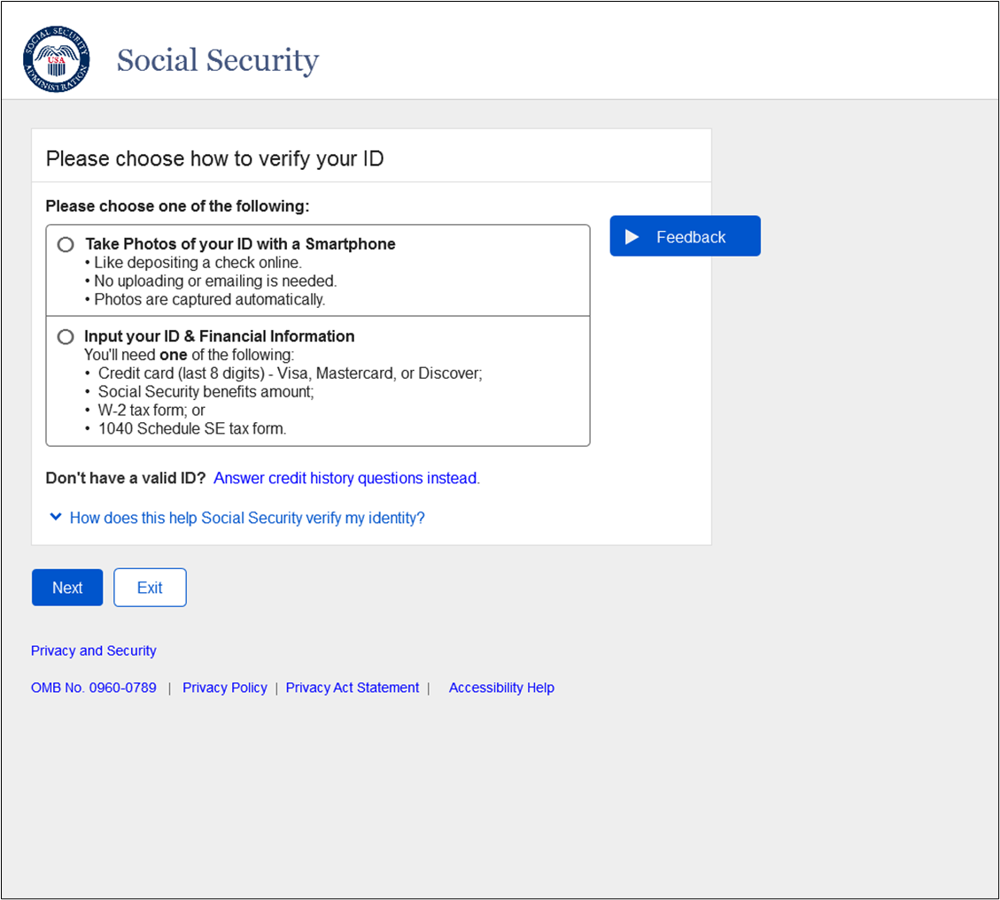 SOCIAL SECURITY ADMINISTRATION
USA
Social Security
Please choose how to verify your ID
Please choose one of the following:
Feedback
Take Photos of your ID with a Smartphone
• Like depositing a check online.
• No uploading or emailing is needed.
• Photos are captured automatically.
Input your ID & Financial Information
You'll need one of the following:
• Credit card (last 8 digits) - Visa, Mastercard, or Discover;
• Social Security benefits amount;
• W-2 tax form; or
• 1040 Schedule SE tax form.
Don't have a valid ID? Answer credit history questions instead.
How does this help Social Security verify my identity?
Next Exit
Privacy and Security
OMB No. 0960-0789 | Privacy Policy | Privacy Act Statement | Accessibility Help